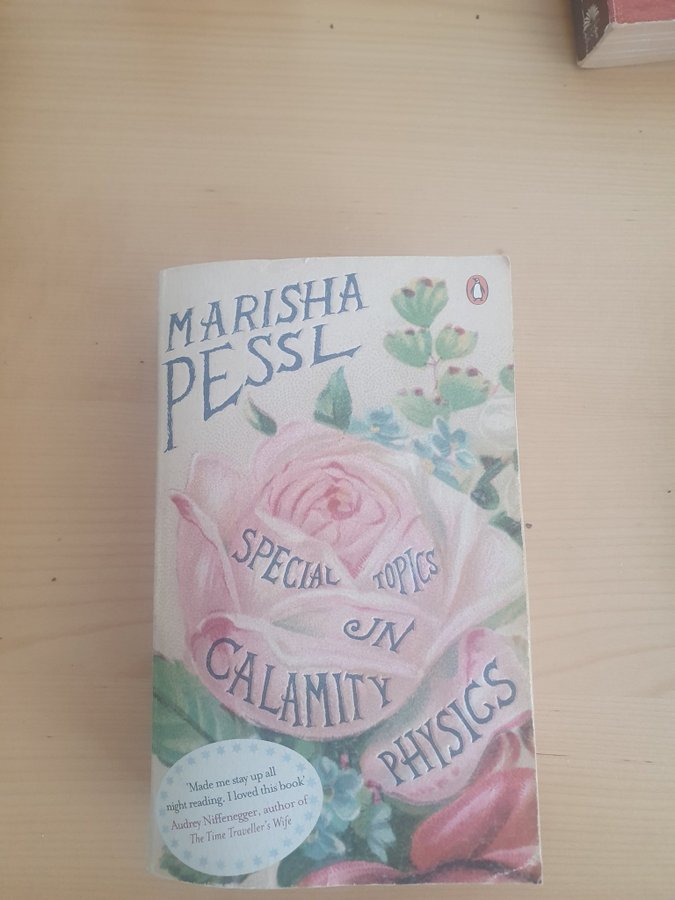 MARISHA
PESSL
SPECIAL TOPICS
IN
CALAMITY
PHYSICS
'Made me stay up all
night reading. I loved this book'
Audrey Niffenegger, author of
The Time Traveller's Wife